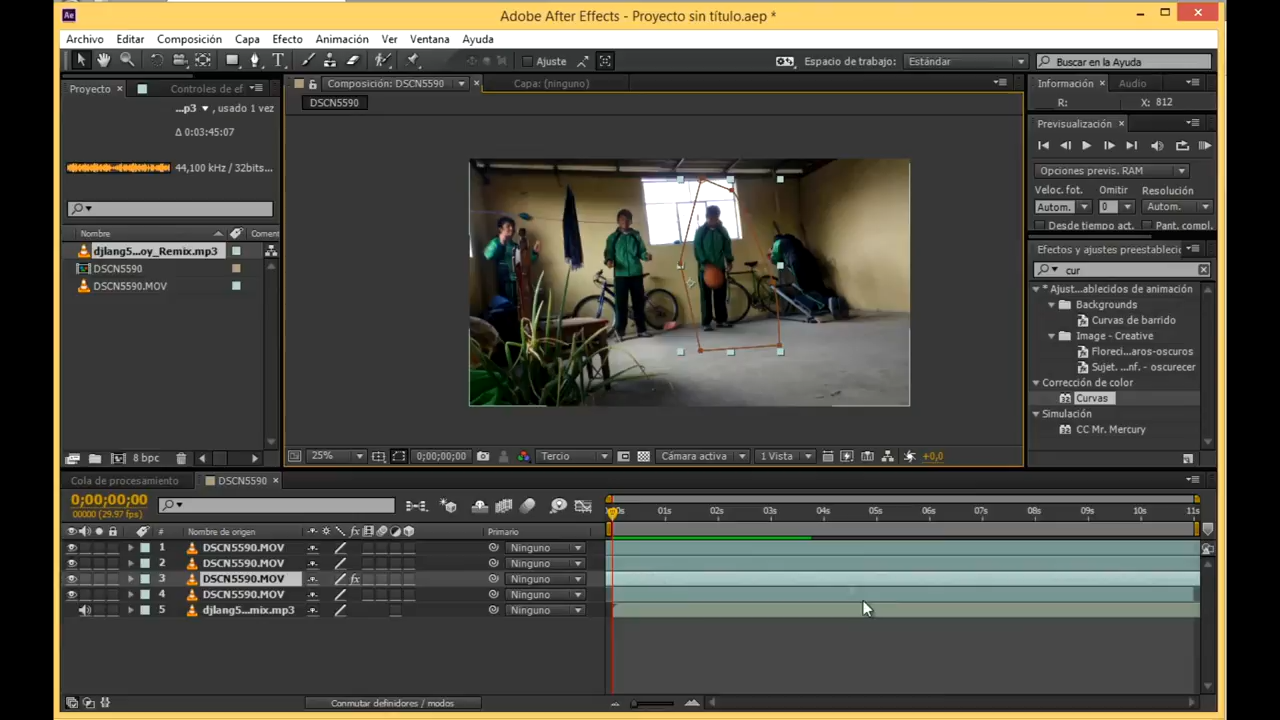 Ae Adobe After Effects - Proyecto sin título.aep *
Archivo Editar Composición Capa Efecto Animación Ver Ventana Ayuda
Ajuste Espacio de trabajo: Estándar Buscar en la Ayuda
Proyecto Controles de ef Composición: DSCN5590 Capa: (ninguno) Información Audio
DSCN5590
R: X: 812
...p3 , usado 1 vez
Δ 0:03:45:07
44,100 kHz / 32bits...
Previsualización
Opciones previs. RAM
Veloc. fot. Omitir Resolución
Autom. 0 Autom.
Desde tiempo act. Pant. compl.
Nombre Coment
djlang5...oy_Remix.mp3
DSCN5590
DSCN5590.MOV
Efectos y ajustes preestableci
cur
* Ajust...ablecidos de animación
Backgrounds
Curvas de barrido
Image - Creative
Floreci...aros-oscuros
Sujet. ...nf. - oscurecer
Corrección de color
Curvas
Simulación
CC Mr. Mercury
8 bpc
25% 0;00;00;00 Tercio Cámara activa 1 Vista +0,0
Cola de procesamiento DSCN5590
0;00;00;00
00000 (29.97 fps)
0s 01s 02s 03s 04s 05s 06s 07s 08s 09s 10s 11s
# Nombre de origen fx Primario
1 DSCN5590.MOV Ninguno
2 DSCN5590.MOV Ninguno
3 DSCN5590.MOV fx Ninguno
4 DSCN5590.MOV Ninguno
5 djlang5...mix.mp3 Ninguno
Conmutar definidores / modos